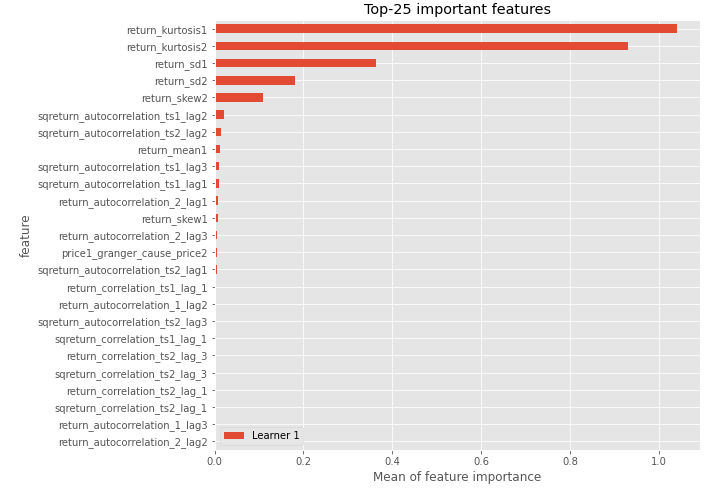 Top-25 important features
return_kurtosis1
return_kurtosis2
return_sd1
return_sd2
return_skew2
sqreturn_autocorrelation_ts1_lag2
sqreturn_autocorrelation_ts2_lag2
return_mean1
sqreturn_autocorrelation_ts1_lag3
sqreturn_autocorrelation_ts1_lag1
return_autocorrelation_2_lag1
return_skew1
return_autocorrelation_2_lag3
price1_granger_cause_price2
sqreturn_autocorrelation_ts2_lag1
return_correlation_ts1_lag_1
return_autocorrelation_1_lag2
sqreturn_autocorrelation_ts2_lag3
sqreturn_correlation_ts1_lag_1
return_correlation_ts2_lag_3
sqreturn_correlation_ts2_lag_3
return_correlation_ts2_lag_1
sqreturn_correlation_ts2_lag_1
return_autocorrelation_1_lag3
return_autocorrelation_2_lag2
feature
Learner 1
0.0 0.2 0.4 0.6 0.8 1.0
Mean of feature importance